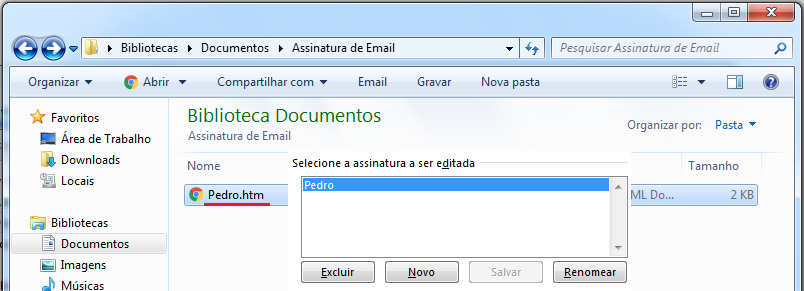 Bibliotecas Documentos Assinatura de Email
Pesquisar Assinatura de Email
Organizar Abrir Compartilhar com Email Gravar Nova pasta
Favoritos
Área de Trabalho
Downloads
Locais
Bibliotecas
Documentos
Imagens
Músicas
Biblioteca Documentos
Assinatura de Email
Organizar por: Pasta
Nome
Tamanho
Pedro.htm
ML Do... 2 KB
Selecione a assinatura a ser editada
Pedro
Excluir Novo Salvar Renomear